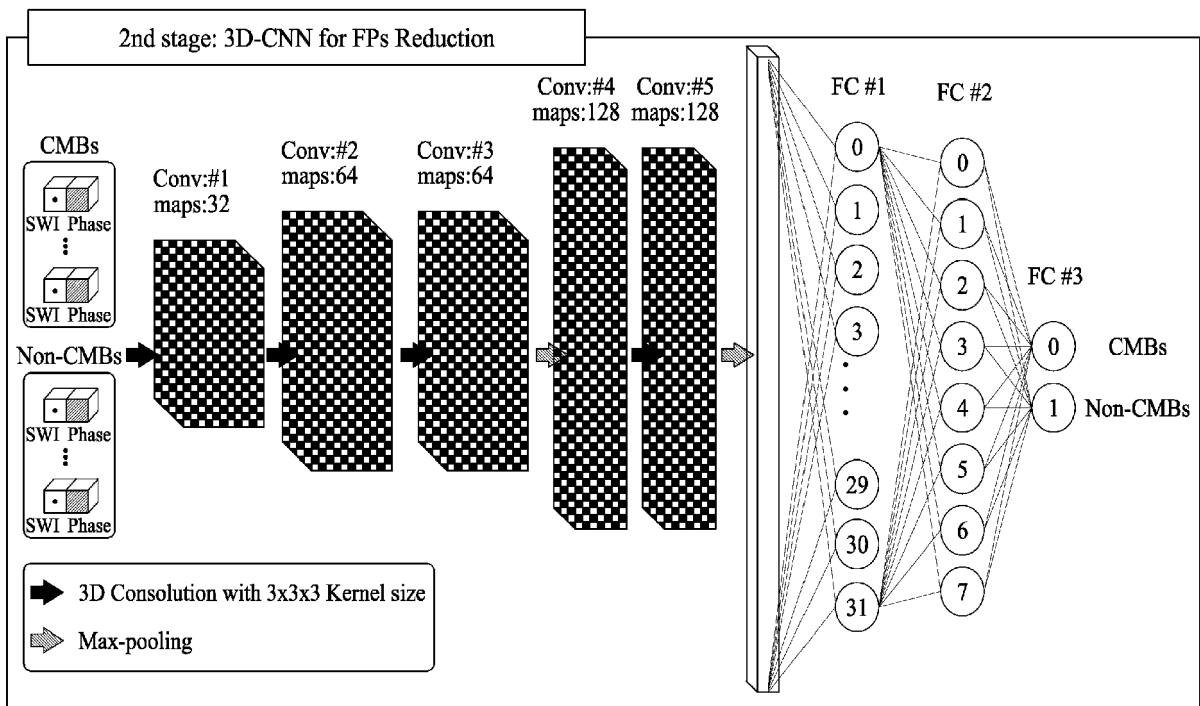 2nd stage: 3D-CNN for FPs Reduction
CMBs
SWI Phase
SWI Phase
Non-CMBs
SWI Phase
SWI Phase
Conv:#1
maps:32
Conv:#2
maps:64
Conv:#3
maps:64
Conv:#4
maps:128
Conv:#5
maps:128
FC #1
0
1
2
3
29
30
31
FC #2
0
1
2
3
4
5
6
7
FC #3
0
1
CMBs
Non-CMBs
3D Consolution with 3x3x3 Kernel size
Max-pooling